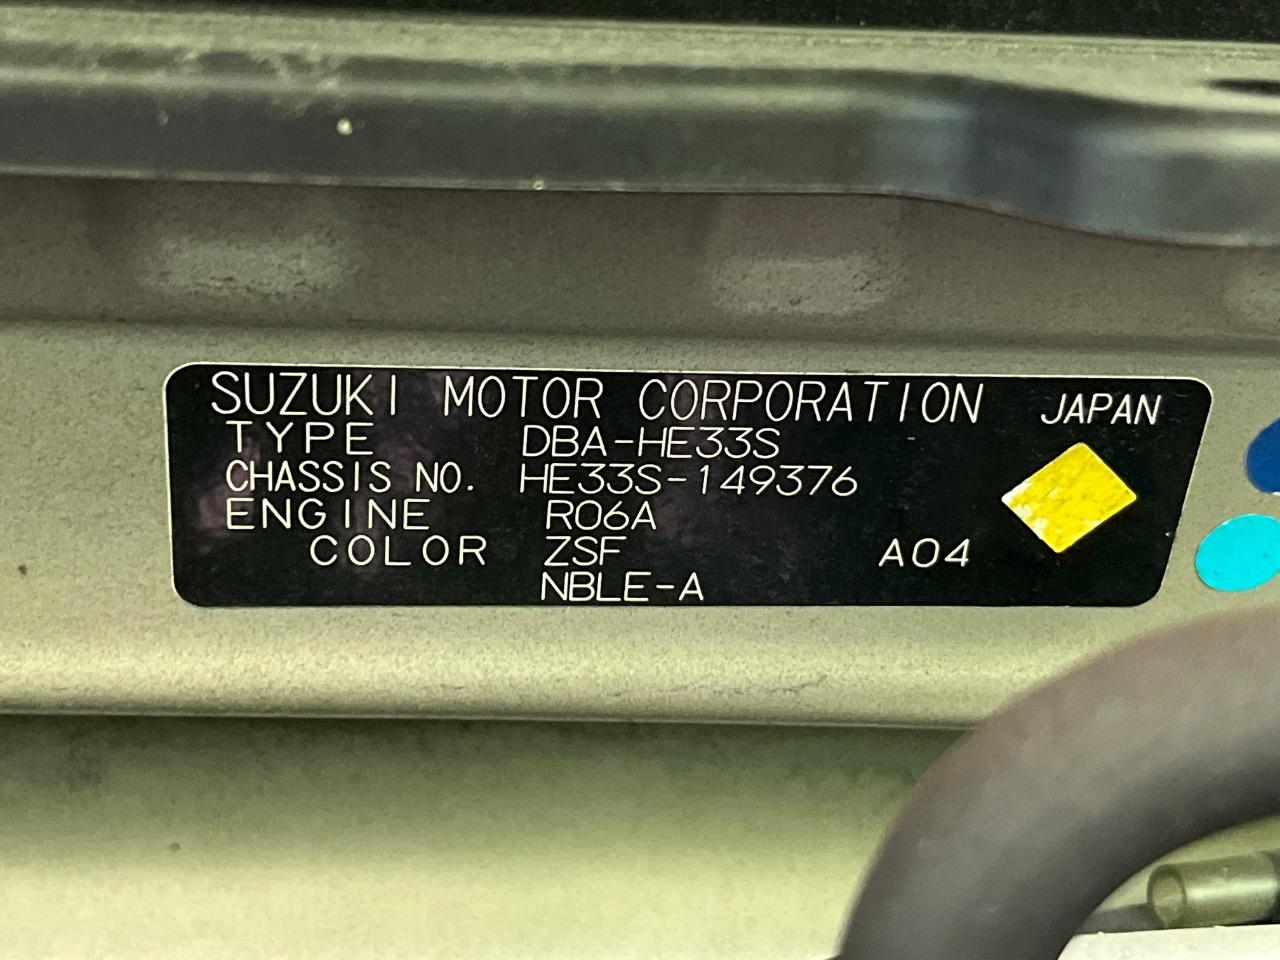 SUZUKI MOTOR CORPORATION JAPAN
TYPE DBA-HE33S
CHASSIS NO. HE33S-149376
ENGINE R06A
COLOR ZSF A04
NBLE-A